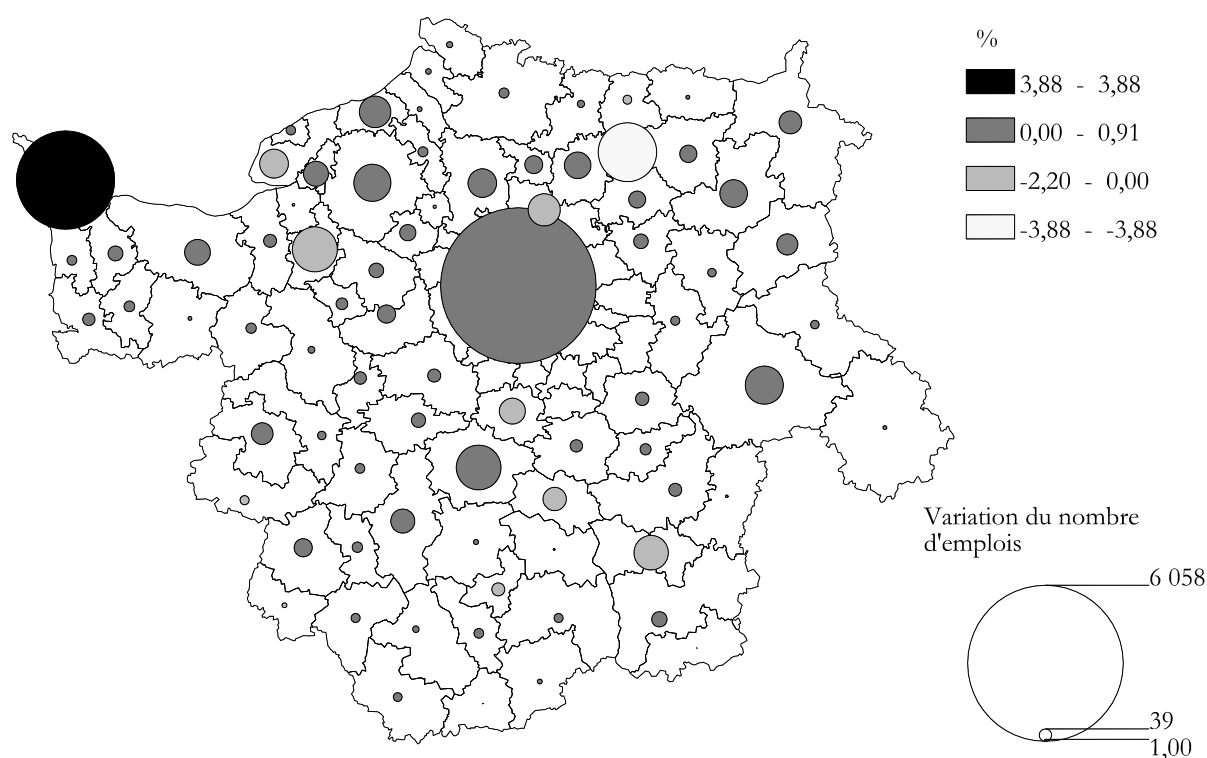 %
3,88 - 3,88
0,00 - 0,91
-2,20 - 0,00
-3,88 - -3,88
Variation du nombre
d'emplois
6 058
39
1,00